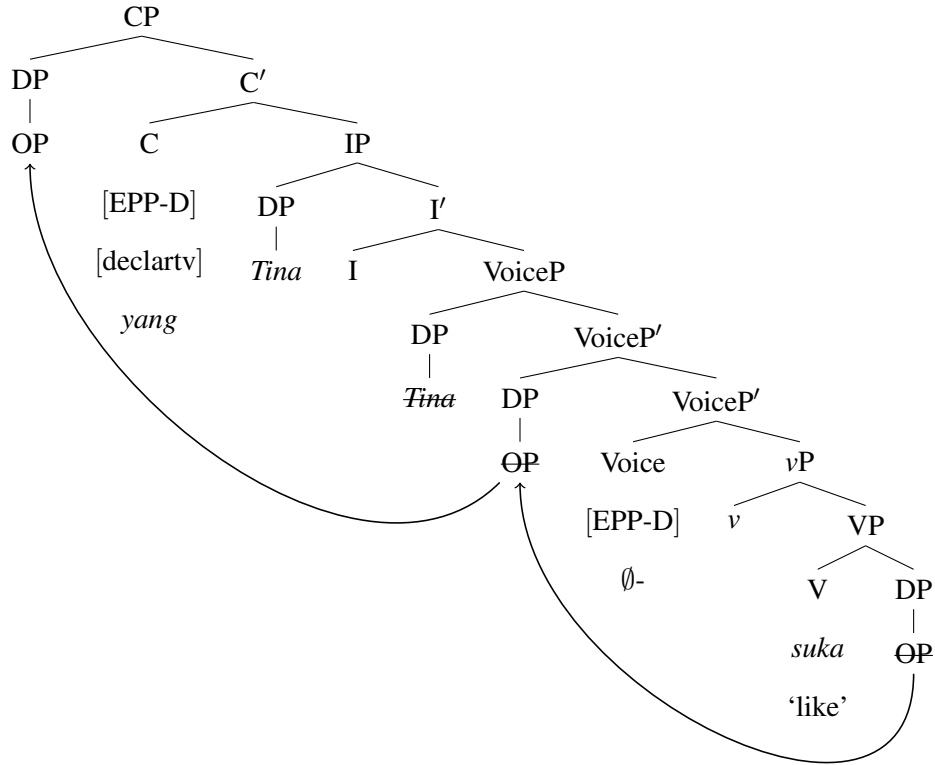 CP
DP C′
OP C IP
[EPP-D] DP I′
[declartv] Tina I VoiceP
yang DP VoiceP′
Tina DP VoiceP′
OP Voice vP
[EPP-D] v VP
∅- V DP
suka OP
‘like’